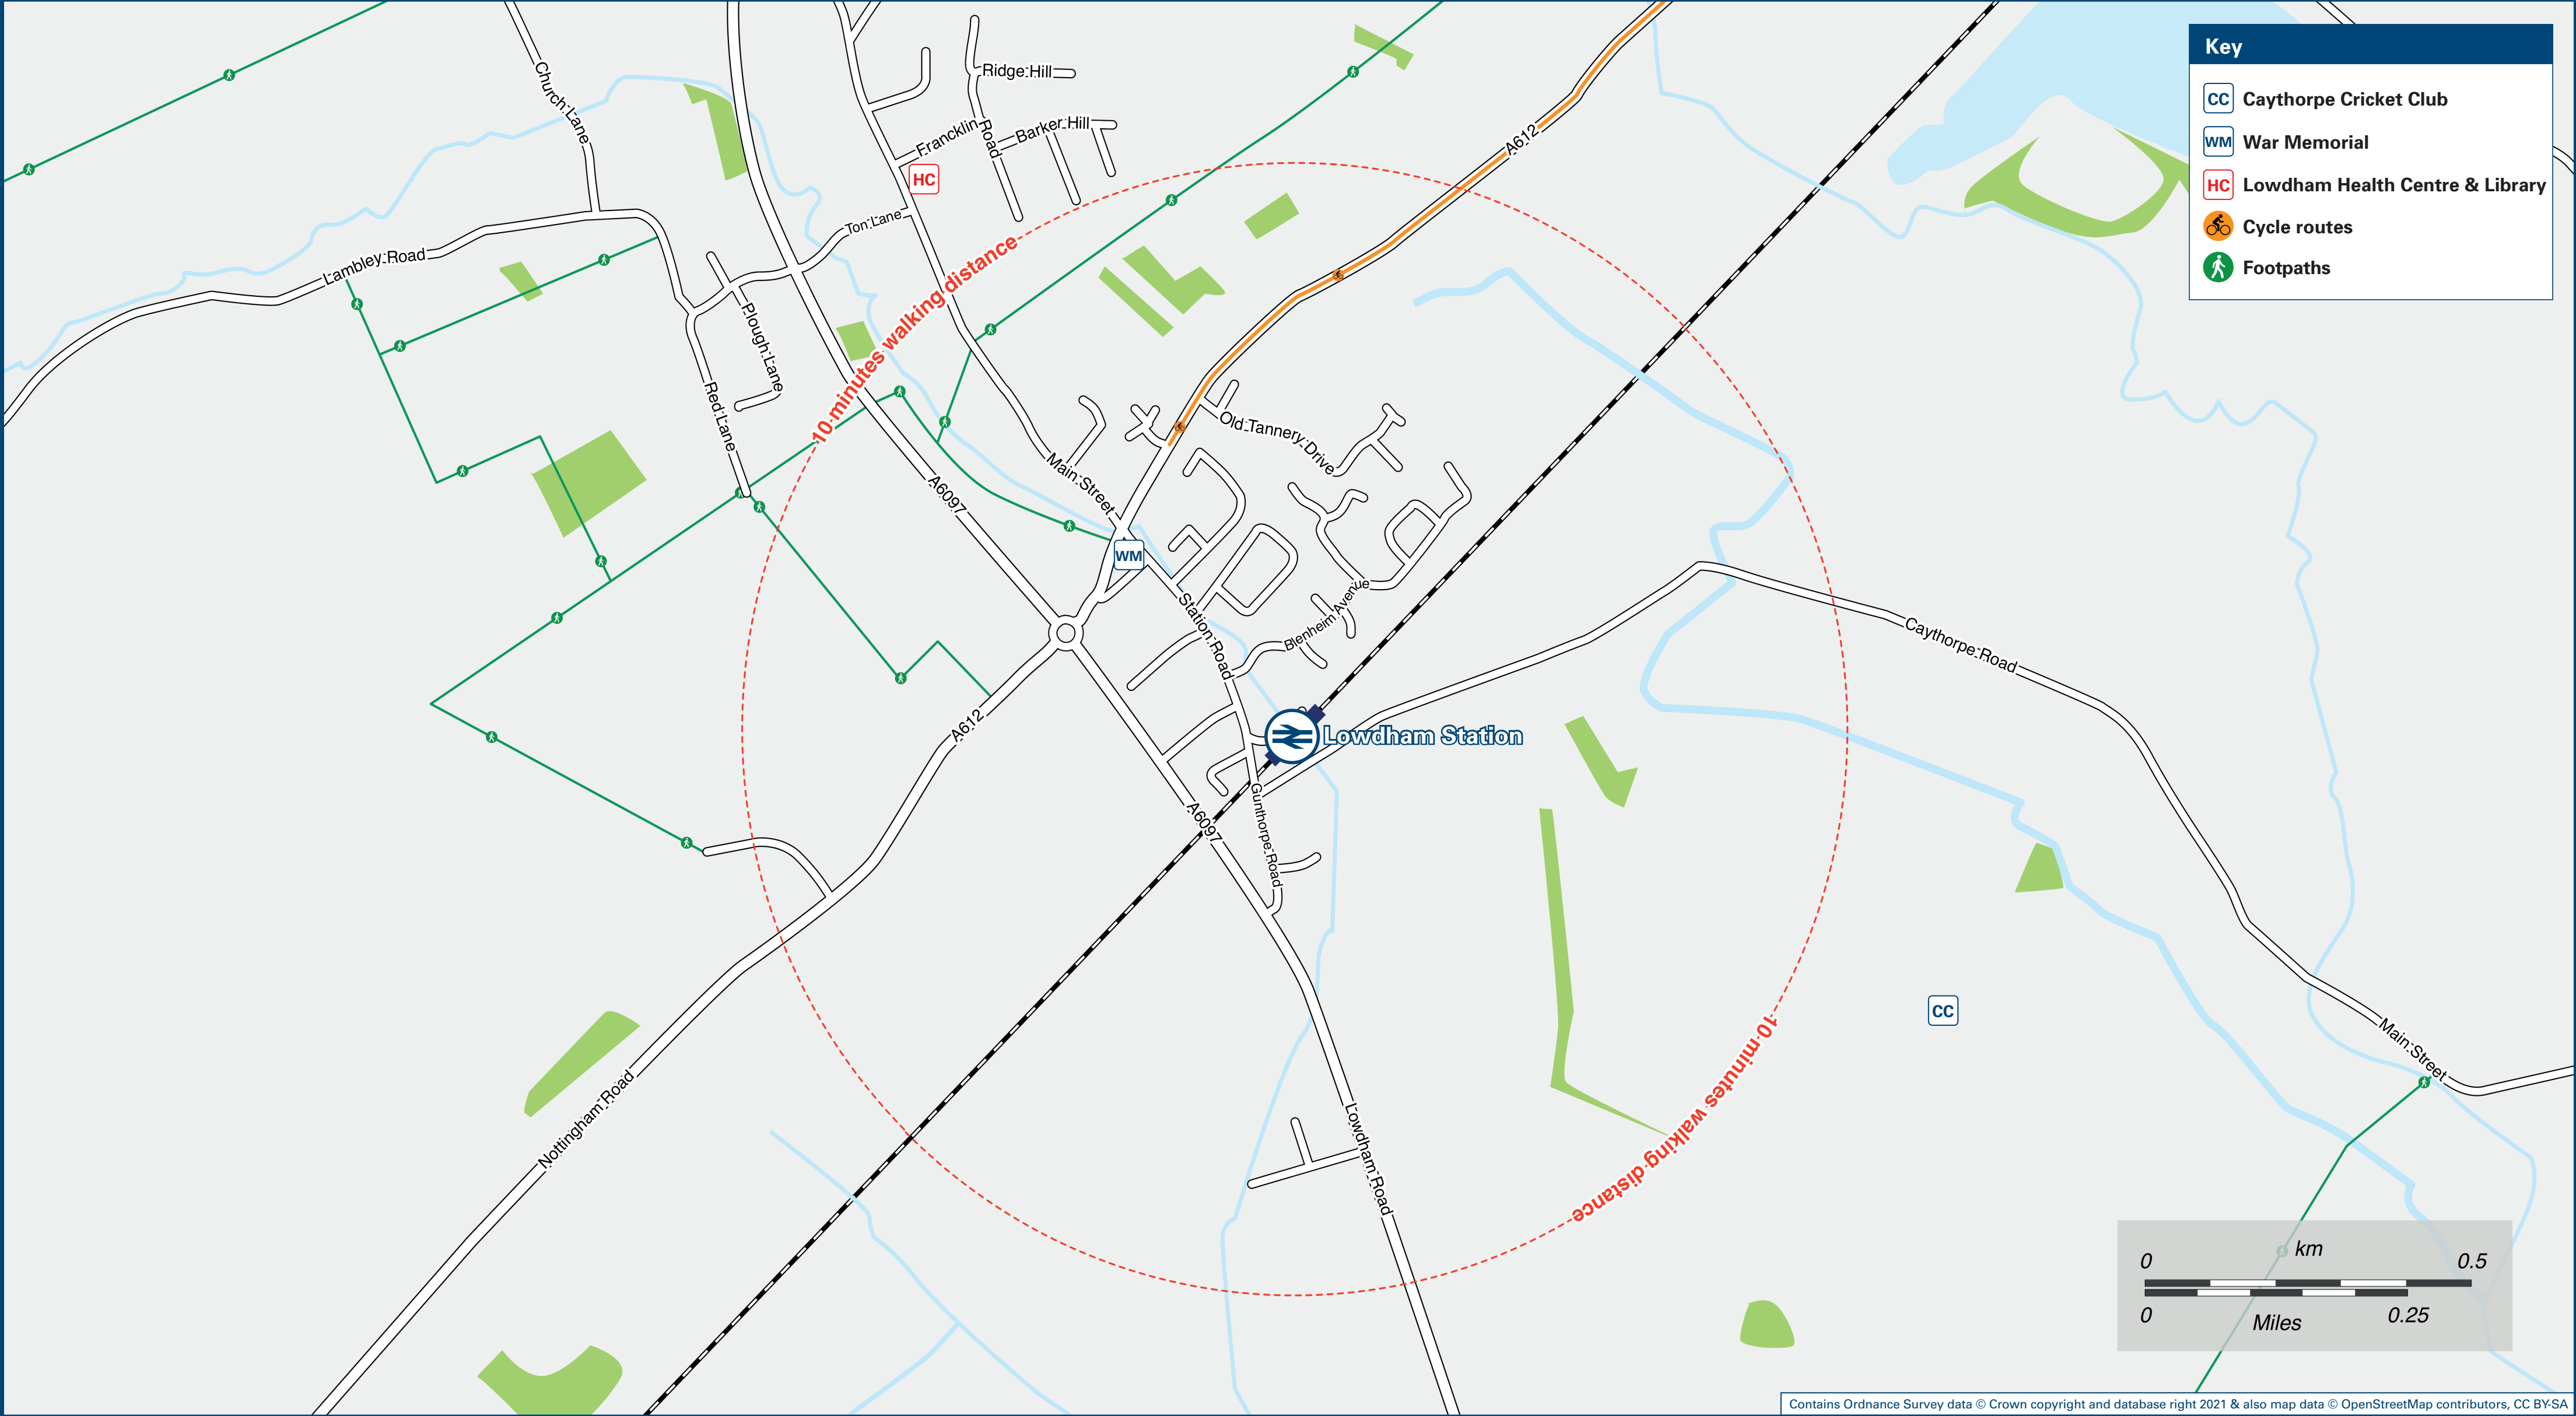 Key
CC Caythorpe Cricket Club
WM War Memorial
HC Lowdham Health Centre & Library
Cycle routes
Footpaths
Church Lane
Ridge Hill
Francklin
Road
Barker Hill
HC
A612
Ton Lane
Lambley Road
10 minutes walking distance
Plough Lane
Red Lane
Old Tannery Drive
Main Street
A6097
WM
Station Road
Blenheim Avenue
Caythorpe Road
A612
Lowdham Station
A6097
Gunthorpe Road
CC
10 minutes walking distance
Main Street
Nottingham Road
Lowdham Road
km
0 0.5
0 0.25
Miles
Contains Ordnance Survey data © Crown copyright and database right 2021 & also map data © OpenStreetMap contributors, CC BY-SA